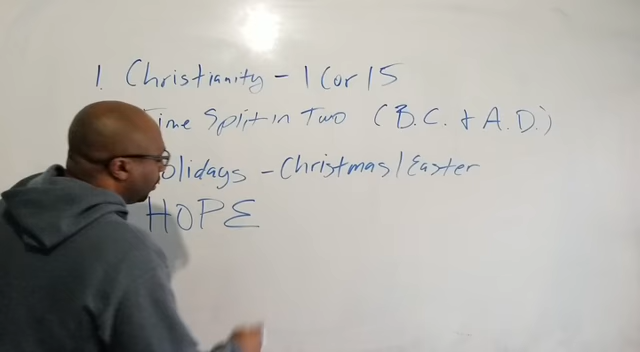 1. Christianity - 1 Cor 15
Time Split in Two (B.C. & A.D.)
Holidays - Christmas/Easter
HOPE